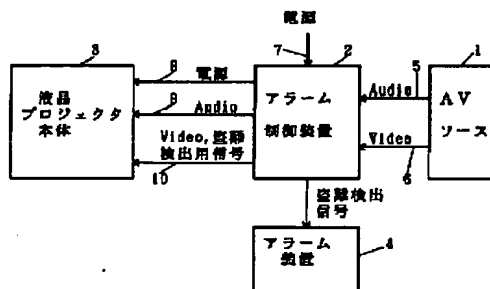 電源
3
8
7
2
5
1
電源
液晶
プロジェクタ
本体
9
Audio
アラーム
制御装置
Audio
AV
ソース
Video,盗難
検出用信号
Video
10
6
盗難検出
信号
アラーム
装置
4